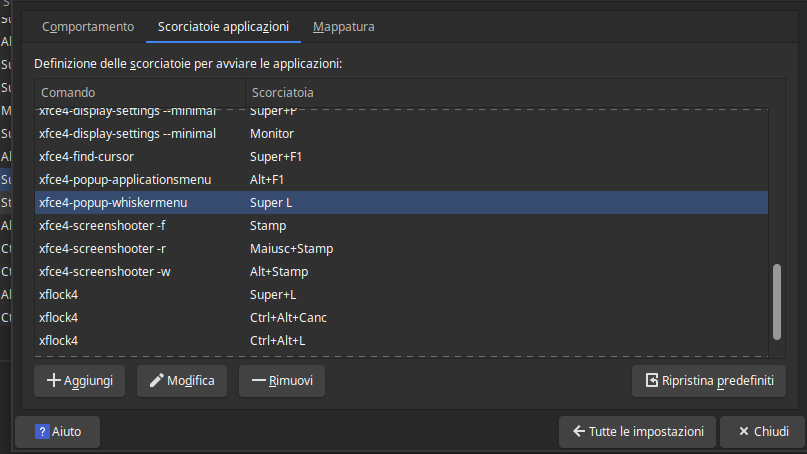 Comportamento Scorciatoie applicazioni Mappatura
Definizione delle scorciatoie per avviare le applicazioni:
Comando Scorciatoia
xfce4-display-settings --minimal Super+P
xfce4-display-settings --minimal Monitor
xfce4-find-cursor Super+F1
xfce4-popup-applicationsmenu Alt+F1
xfce4-popup-whiskermenu Super L
xfce4-screenshooter -f Stamp
xfce4-screenshooter -r Maiusc+Stamp
xfce4-screenshooter -w Alt+Stamp
xflock4 Super+L
xflock4 Ctrl+Alt+Canc
xflock4 Ctrl+Alt+L
Aggiungi Modifica Rimuovi Ripristina predefiniti
? Aiuto Tutte le impostazioni Chiudi